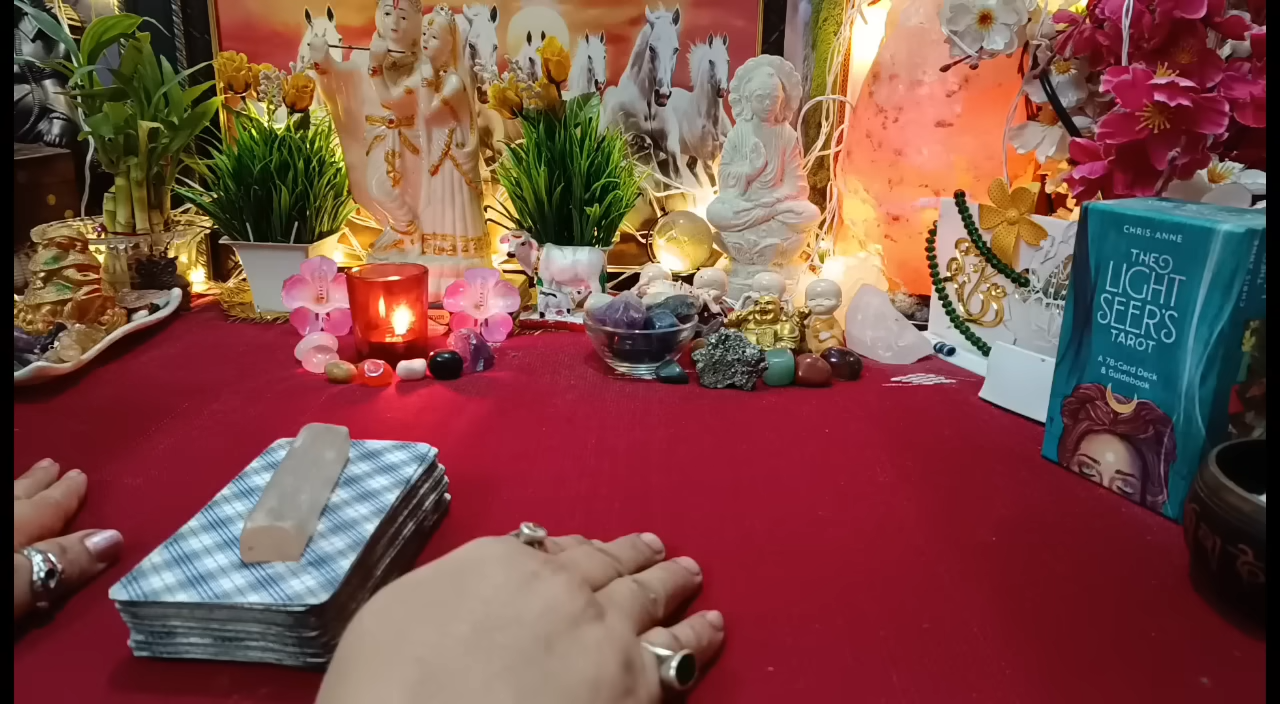 CHRIS-ANNE
THE
LIGHT
SEER'S
TAROT
A 78-Card Deck
& Guidebook